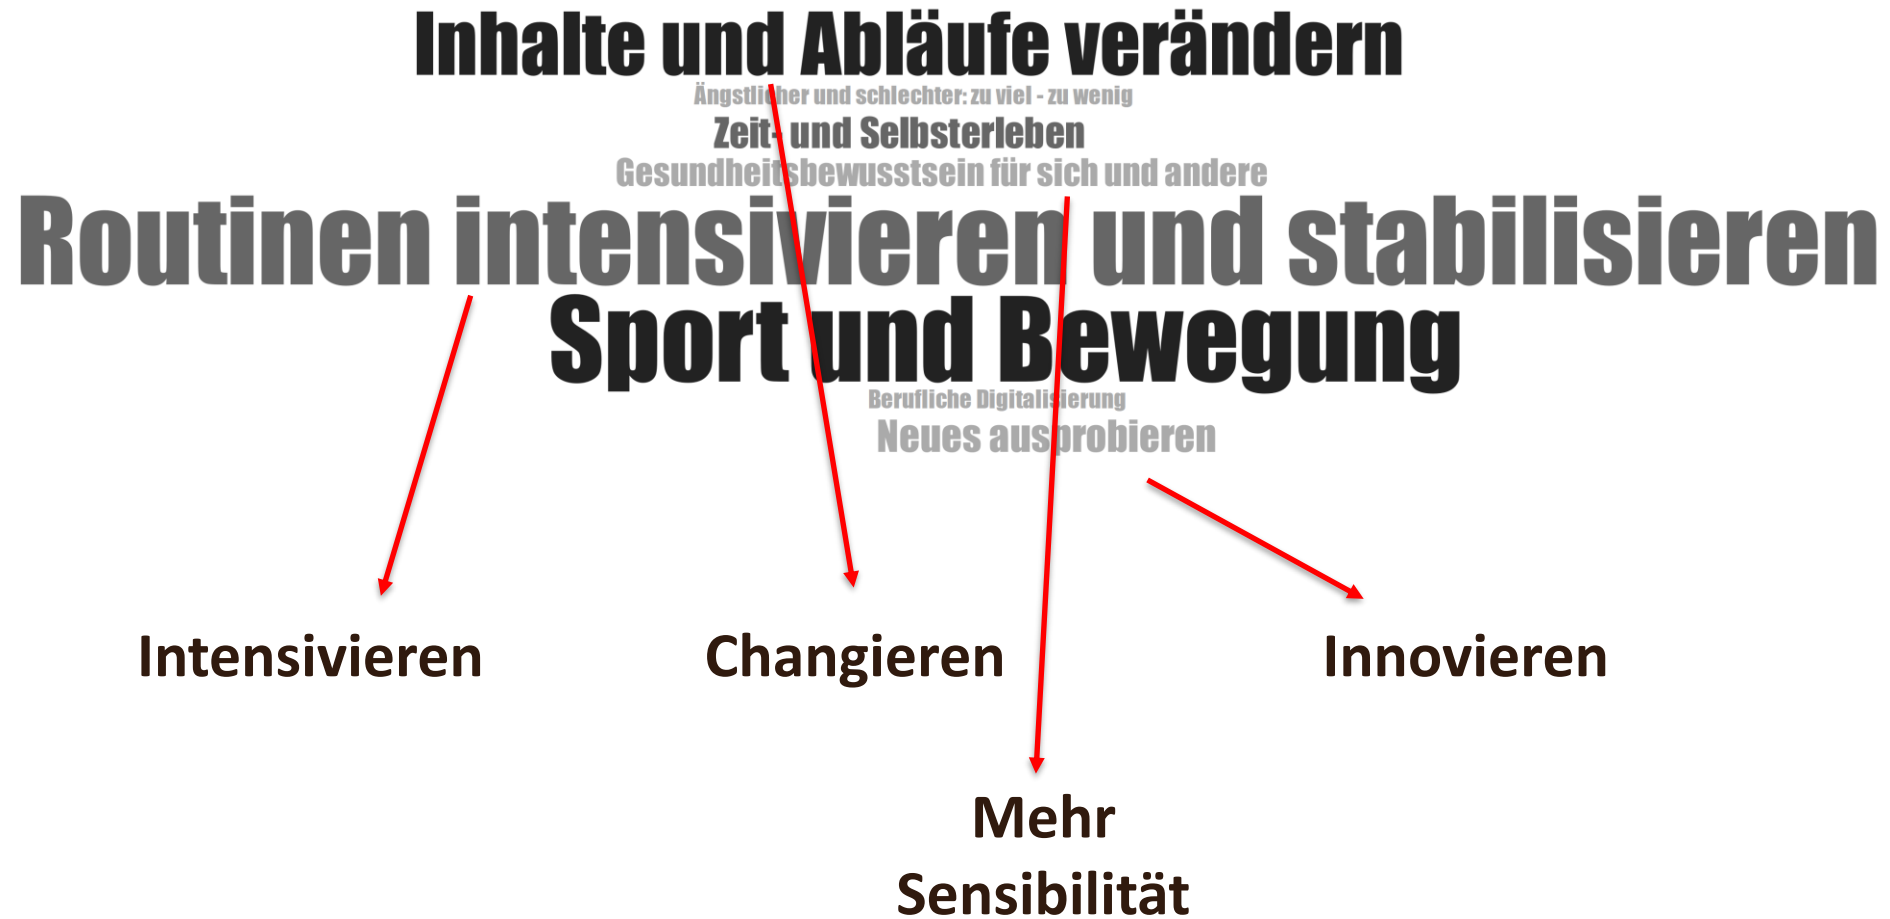 Inhalte und Abläufe verändern
Ängstlicher und schlechter: zu viel - zu wenig
Zeit- und Selbsterleben
Gesundheitsbewusstsein für sich und andere
Routinen intensivieren und stabilisieren
Sport und Bewegung
Berufliche Digitalisierung
Neues ausprobieren
Intensivieren
Changieren
Innovieren
Mehr
Sensibilität